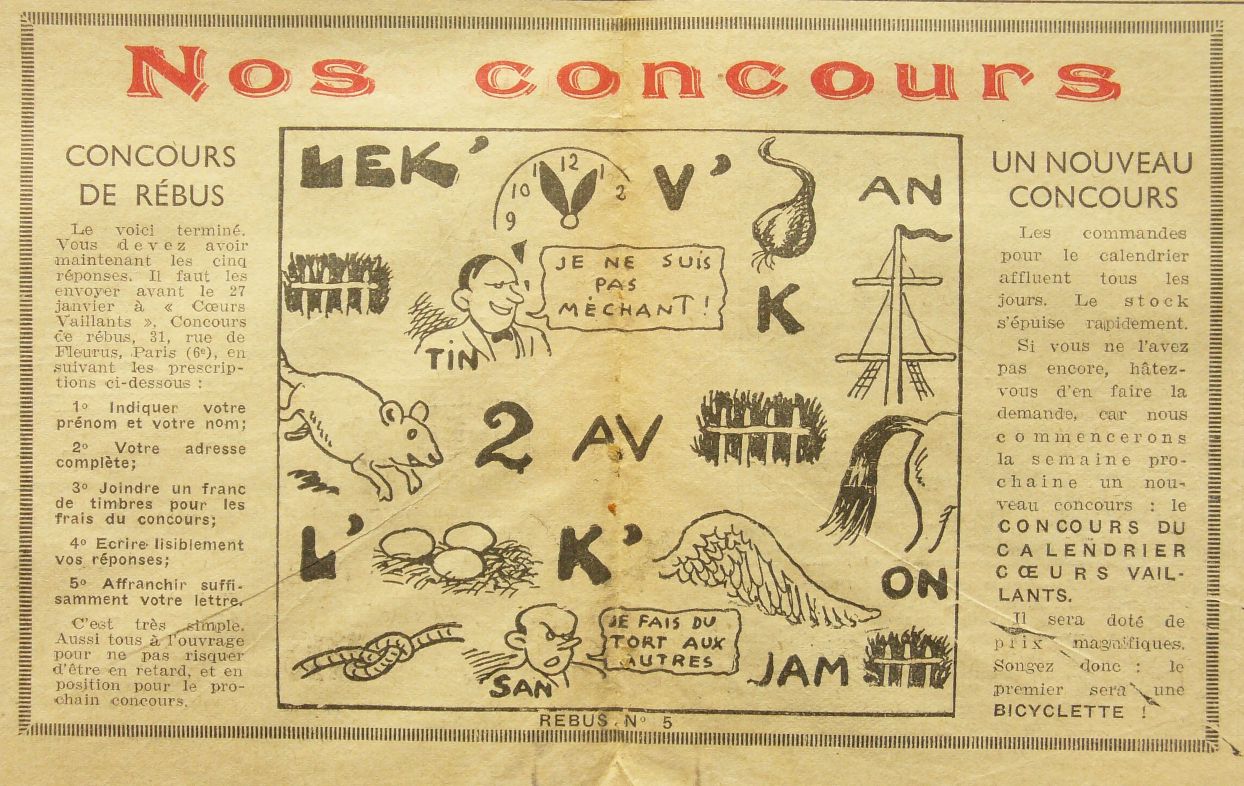 Nos concours
CONCOURS
DE RÉBUS
Le voici terminé.
Vous devez avoir
maintenant les cinq
réponses. Il faut les
envoyer avant le 27
janvier à « Cœurs
Vaillants », Concours
de rébus, 31, rue de
Fleurus, Paris (6e), en
suivant les prescrip-
tions ci-dessous :
1° Indiquer votre
prénom et votre nom;
2° Votre adresse
complète;
3° Joindre un franc
de timbres pour les
frais du concours;
4° Ecrire lisiblement
vos réponses;
5° Affranchir suffi-
samment votre lettre.
C'est très simple.
Aussi tous à l'ouvrage
pour ne pas risquer
d'être en retard, et en
position pour le pro-
chain concours.
LEK'
9 10 11 12 1 2
V'
AN
TIN
JE NE SUIS
PAS
MÉCHANT !
K
2 AV
L'
K'
ON
SAN
JE FAIS DU
TORT AUX
AUTRES
JAM
REBUS N° 5
UN NOUVEAU
CONCOURS
Les commandes
pour le calendrier
affluent tous les
jours. Le stock
s'épuise rapidement.
Si vous ne l'avez
pas encore, hâtez-
vous d'en faire la
demande, car nous
commencerons
la semaine pro-
chaine un nou-
veau concours : le
CONCOURS DU
CALENDRIER
CŒURS VAIL-
LANTS.
Il sera doté de
prix magnifiques.
Songez donc : le
premier sera une
BICYCLETTE !